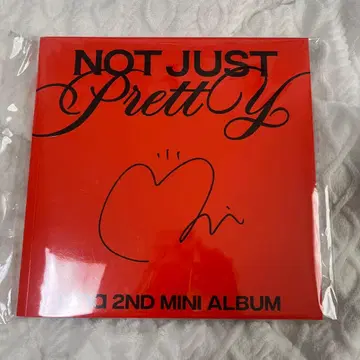 NOT JUST
Pretty
2ND MINI ALBUM